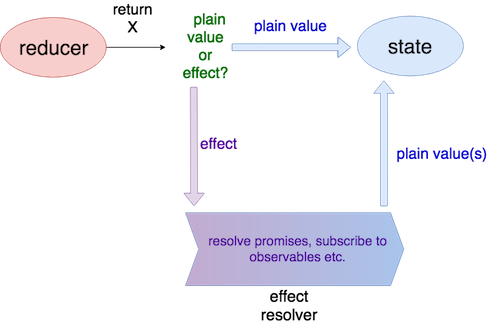 return
X
reducer
plain
value
or
effect?
plain value
state
effect
plain value(s)
resolve promises, subscribe to
observables etc.
effect
resolver